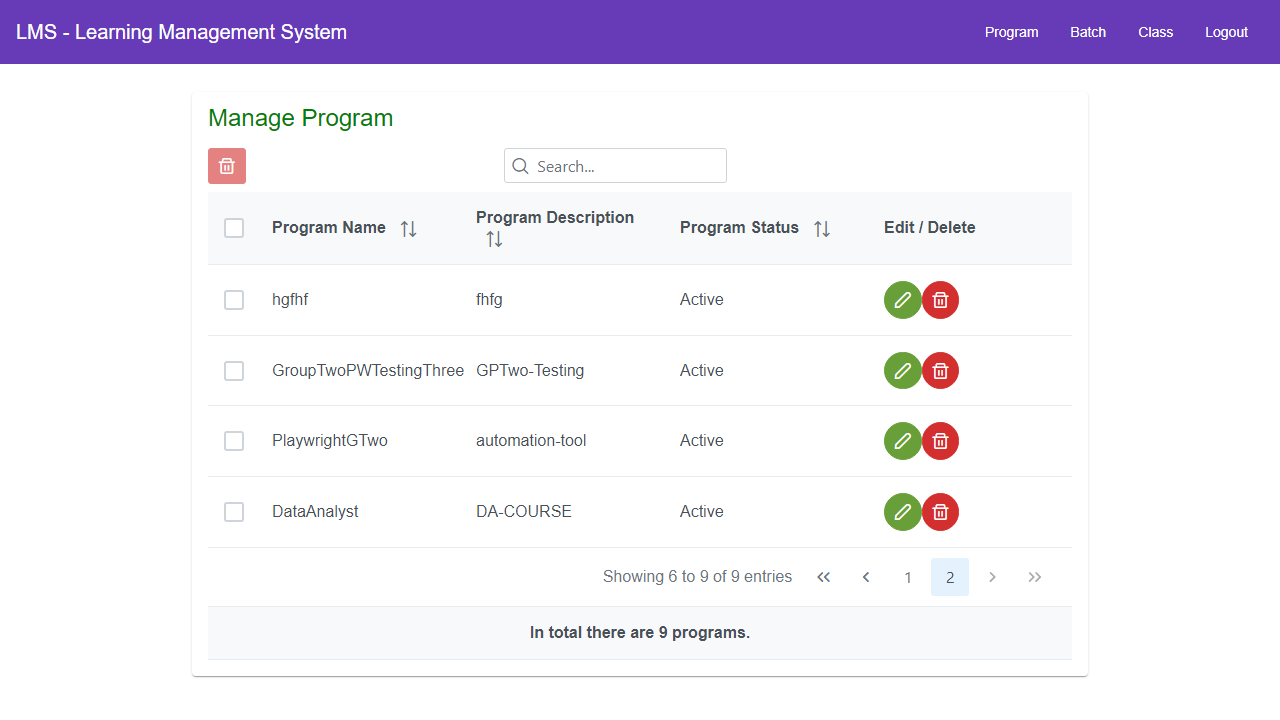 LMS - Learning Management System
Program Batch Class Logout
Manage Program
Search...
Program Name Program Description Program Status Edit / Delete
hgfhf fhfg Active
GroupTwoPWTestingThree GPTwo-Testing Active
PlaywrightGTwo automation-tool Active
DataAnalyst DA-COURSE Active
Showing 6 to 9 of 9 entries 1 2
In total there are 9 programs.